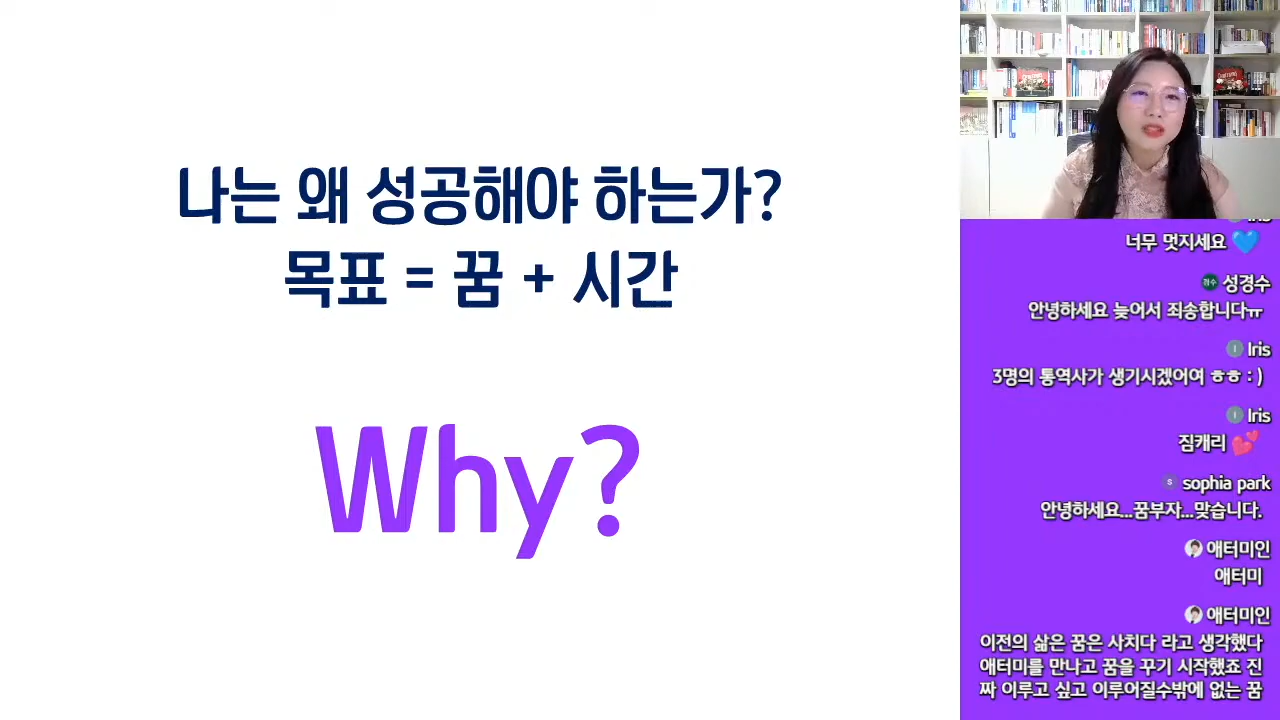 나는 왜 성공해야 하는가?
목표 = 꿈 + 시간
Why?
Iris
너무 멋지세요 💙
경수 성경수
안녕하세요 늦어서 죄송합니다ㅠ
I Iris
3명의 통역사가 생기시겠어여 ㅎㅎ : )
I Iris
짐캐리 💕
S sophia park
안녕하세요...꿈부자...맞습니다.
애터미인
애터미
애터미인
이전의 삶은 꿈은 사치다 라고 생각했다
애터미를 만나고 꿈을 꾸기 시작했죠 진
짜 이루고 싶고 이루어질수밖에 없는 꿈